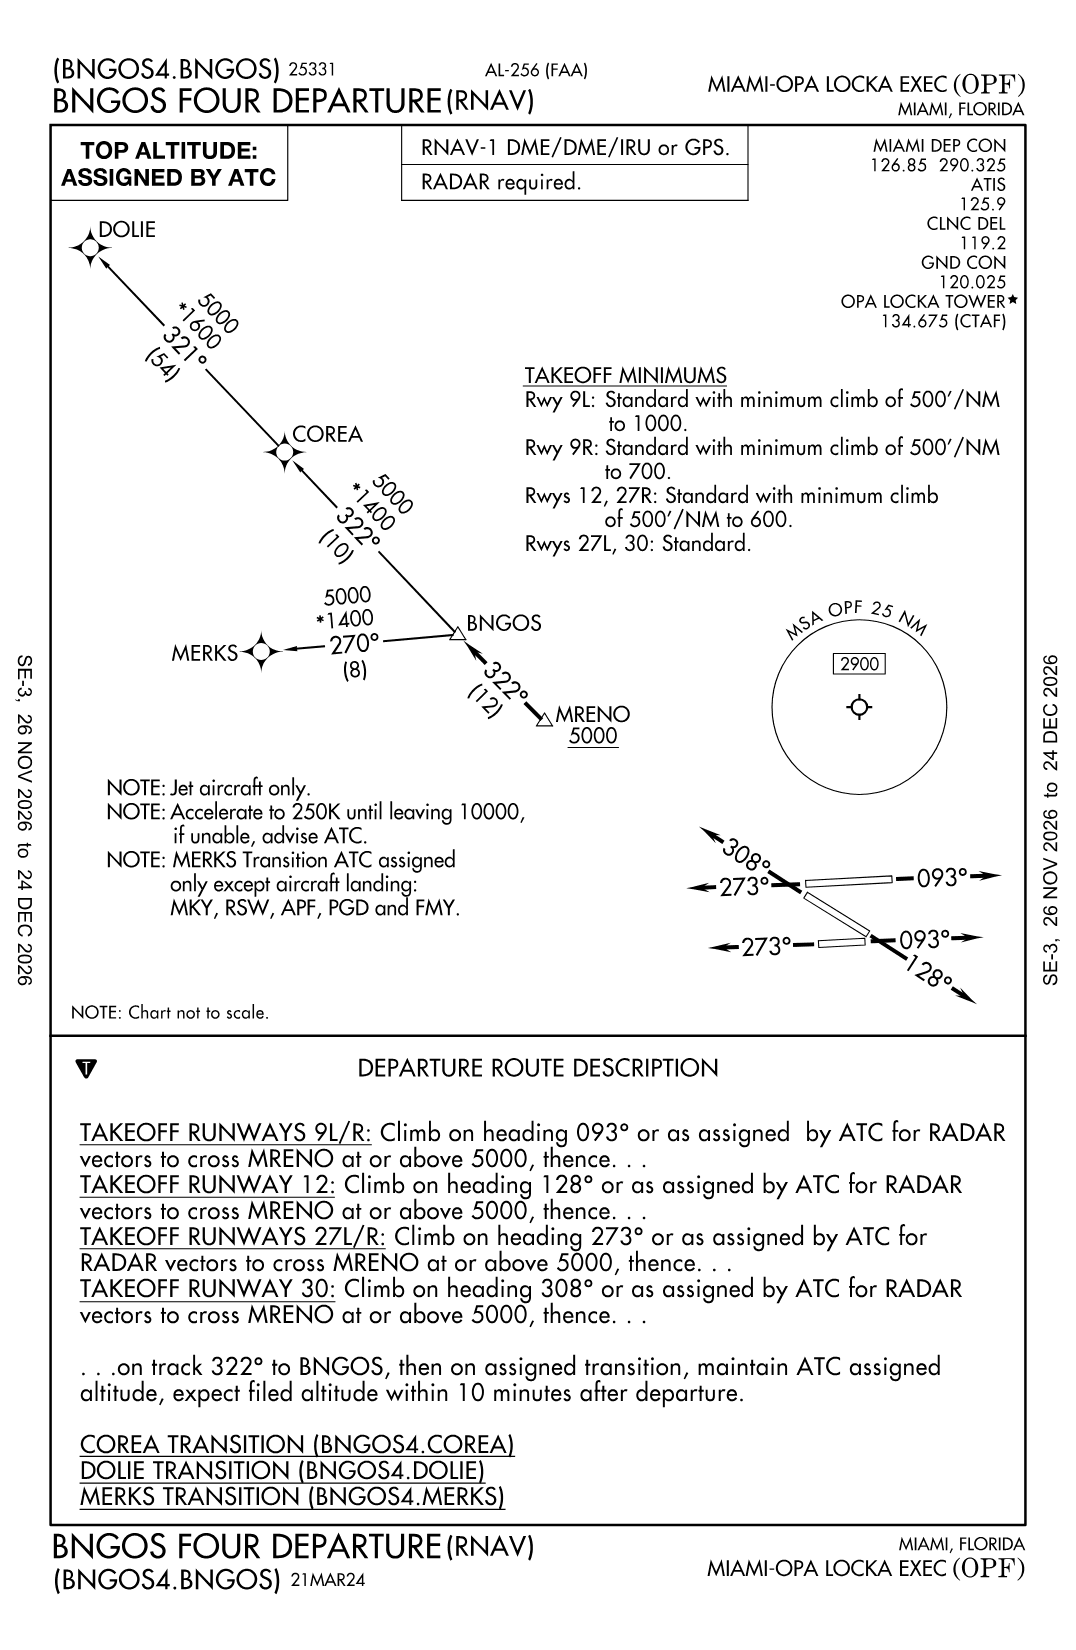 (BNGOS4.BNGOS) 25331
AL-256 (FAA)
BNGOS FOUR DEPARTURE (RNAV)
MIAMI-OPA LOCKA EXEC (OPF)
MIAMI, FLORIDA
TOP ALTITUDE:
ASSIGNED BY ATC
RNAV-1 DME/DME/IRU or GPS.
RADAR required.
MIAMI DEP CON
126.85 290.325
ATIS
125.9
CLNC DEL
119.2
GND CON
120.025
OPA LOCKA TOWER★
134.675 (CTAF)
DOLIE
5000
*1600
321°
(54)
COREA
5000
*1400
322°
(10)
5000
*1400
270°
(8)
MERKS
BNGOS
322°
(12)
MRENO
5000
TAKEOFF MINIMUMS
Rwy 9L: Standard with minimum climb of 500'/NM
to 1000.
Rwy 9R: Standard with minimum climb of 500'/NM
to 700.
Rwys 12, 27R: Standard with minimum climb
of 500'/NM to 600.
Rwys 27L, 30: Standard.
MSA OPF 25 NM
2900
NOTE: Jet aircraft only.
NOTE: Accelerate to 250K until leaving 10000,
if unable, advise ATC.
NOTE: MERKS Transition ATC assigned
only except aircraft landing:
MKY, RSW, APF, PGD and FMY.
308°
273°
093°
273°
093°
128°
NOTE: Chart not to scale.
SE-3, 26 NOV 2026 to 24 DEC 2026
SE-3, 26 NOV 2026 to 24 DEC 2026
T
DEPARTURE ROUTE DESCRIPTION
TAKEOFF RUNWAYS 9L/R: Climb on heading 093° or as assigned by ATC for RADAR
vectors to cross MRENO at or above 5000, thence. . .
TAKEOFF RUNWAY 12: Climb on heading 128° or as assigned by ATC for RADAR
vectors to cross MRENO at or above 5000, thence. . .
TAKEOFF RUNWAYS 27L/R: Climb on heading 273° or as assigned by ATC for
RADAR vectors to cross MRENO at or above 5000, thence. . .
TAKEOFF RUNWAY 30: Climb on heading 308° or as assigned by ATC for RADAR
vectors to cross MRENO at or above 5000, thence. . .
. . .on track 322° to BNGOS, then on assigned transition, maintain ATC assigned
altitude, expect filed altitude within 10 minutes after departure.
COREA TRANSITION (BNGOS4.COREA)
DOLIE TRANSITION (BNGOS4.DOLIE)
MERKS TRANSITION (BNGOS4.MERKS)
BNGOS FOUR DEPARTURE (RNAV)
(BNGOS4.BNGOS) 21MAR24
MIAMI, FLORIDA
MIAMI-OPA LOCKA EXEC (OPF)